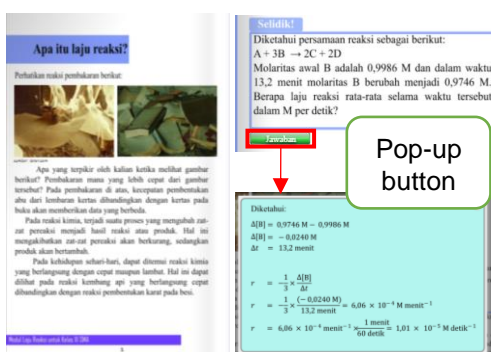 Apa itu laju reaksi?
Perhatikan reaksi pembakaran berikut:
Apa yang terpikir oleh kalian ketika melihat gambar
berikut? Pembakaran mana yang lebih cepat dari gambar
tersebut? Pada pembakaran di atas, kecepatan pembentukan
abu dari lembaran kertas dibandingkan dengan kertas pada
buku akan memberikan data yang berbeda.
Pada reaksi kimia, terjadi suatu proses yang mengubah zat-
zat pereaksi menjadi hasil reaksi atau produk. Hal ini
mengakibatkan zat-zat pereaksi akan berkurang, sedangkan
produk akan bertambah.
Pada kehidupan sehari-hari, dapat ditemui reaksi kimia
yang berlangsung dengan cepat maupun lambat. Hal ini dapat
dilihat pada reaksi kembang api yang berlangsung cepat
dibandingkan dengan reaksi pembentukan karat pada besi.
Modul Laju Reaksi untuk Kelas XI SMA
Selidik!
Diketahui persamaan reaksi sebagai berikut:
A + 3B → 2C + 2D
Molaritas awal B adalah 0,9986 M dan dalam waktu
13,2 menit molaritas B berubah menjadi 0,9746 M.
Berapa laju reaksi rata-rata selama waktu tersebut
dalam M per detik?
Jawaban
Pop-up
button
Diketahui:
Δ[B] = 0,9746 M − 0,9986 M
Δ[B] = − 0,0240 M
Δt = 13,2 menit
r = 1/3 × Δ[B]/Δt
r = − 1/3 × (− 0,0240 M)/13,2 menit = 6,06 × 10⁻⁴ M menit⁻¹
r = 6,06 × 10⁻⁴ M menit⁻¹ × 1 menit/60 detik = 1,01 × 10⁻⁵ M detik⁻¹